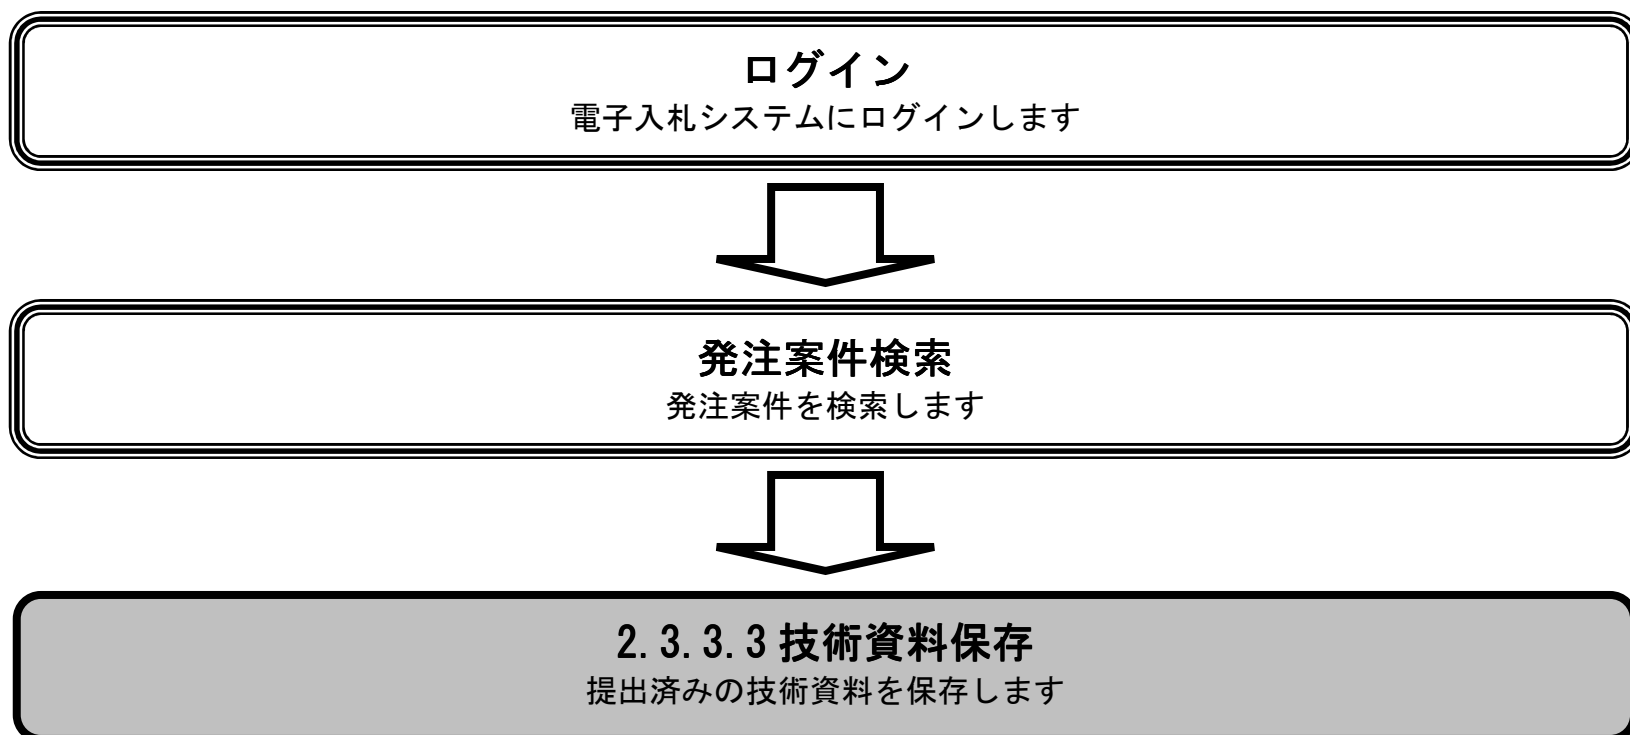 ログイン
電子入札システムにログインします
発注案件検索
発注案件を検索します
2.3.3.3 技術資料保存
提出済みの技術資料を保存します